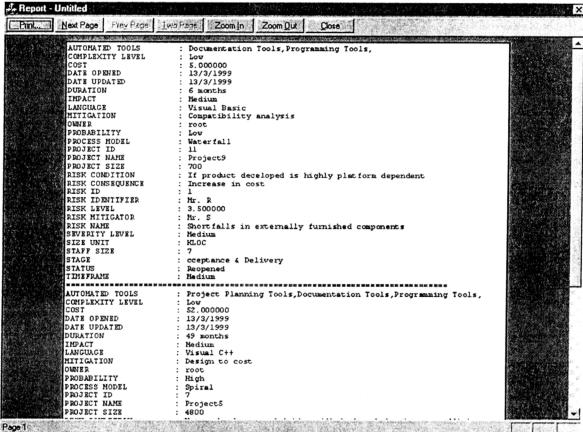 Report - Untitled
Print... Next Page Prev Page Two Page Zoom In Zoom Out Close
AUTOMATED TOOLS : Documentation Tools,Programming Tools,
COMPLEXITY LEVEL : Low
COST : 5.000000
DATE OPENED : 13/3/1999
DATE UPDATED : 13/3/1999
DURATION : 6 months
IMPACT : Medium
LANGUAGE : Visual Basic
MITIGATION : Compatibility analysis
OWNER : root
PROBABILITY : Low
PROCESS MODEL : Waterfall
PROJECT ID : 11
PROJECT NAME : Project9
PROJECT SIZE : 700
RISK CONDITION : If product deceloped is highly platform dependent
RISK CONSEQUENCE : Increase in cost
RISK ID : 1
RISK IDENTIFIER : Mr. R
RISK LEVEL : 3.500000
RISK MITIGATOR : Mr. S
RISK NAME : Shortfalls in externally furnished components
SEVERITY LEVEL : Medium
SIZE UNIT : KLOC
STAFF SIZE : 7
STAGE : cceptance & Delivery
STATUS : Reopened
TIMEFRAME : Medium
AUTOMATED TOOLS : Project Planning Tools,Documentation Tools,Programming Tools,
COMPLEXITY LEVEL : Low
COST : 52.000000
DATE OPENED : 13/3/1999
DATE UPDATED : 13/3/1999
DURATION : 49 months
IMPACT : Medium
LANGUAGE : Visual C++
MITIGATION : Design to cost
OWNER : root
PROBABILITY : High
PROCESS MODEL : Spiral
PROJECT ID : 7
PROJECT NAME : Project5
PROJECT SIZE : 4800
Page 1